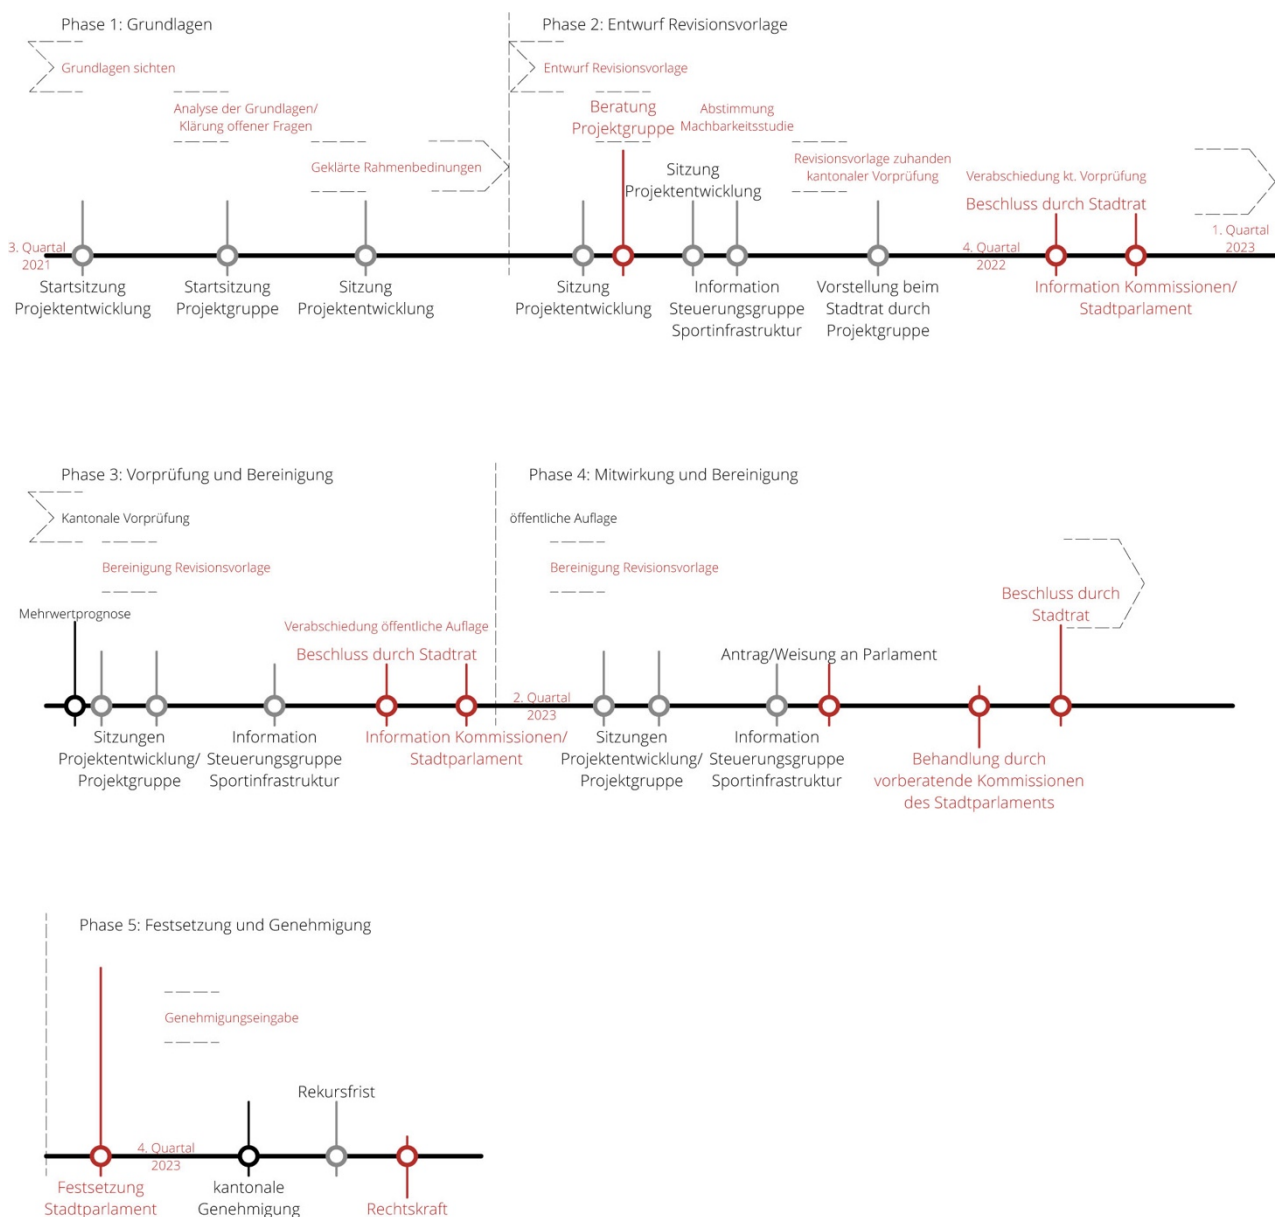 Phase 1: Grundlagen
Phase 2: Entwurf Revisionsvorlage
Grundlagen sichten
Entwurf Revisionsvorlage
Analyse der Grundlagen/
Klärung offener Fragen
Beratung
Projektgruppe
Abstimmung
Machbarkeitsstudie
Geklärte Rahmenbedinungen
Sitzung
Projektentwicklung
Revisionsvorlage zuhanden
kantonaler Vorprüfung
Verabschiedung kt. Vorprüfung
Beschluss durch Stadtrat
3. Quartal
2021
4. Quartal
2022
1. Quartal
2023
Startsitzung
Projektentwicklung
Startsitzung
Projektgruppe
Sitzung
Projektentwicklung
Sitzung
Projektentwicklung
Information
Steuerungsgruppe
Sportinfrastruktur
Vorstellung beim
Stadtrat durch
Projektgruppe
Information Kommissionen/
Stadtparlament
Phase 3: Vorprüfung und Bereinigung
Phase 4: Mitwirkung und Bereinigung
Kantonale Vorprüfung
öffentliche Auflage
Bereinigung Revisionsvorlage
Bereinigung Revisionsvorlage
Mehrwertprognose
Verabschiedung öffentliche Auflage
Beschluss durch Stadtrat
Antrag/Weisung an Parlament
Beschluss durch
Stadtrat
2. Quartal
2023
Sitzungen
Projektentwicklung/
Projektgruppe
Information
Steuerungsgruppe
Sportinfrastruktur
Information Kommissionen/
Stadtparlament
Sitzungen
Projektentwicklung/
Projektgruppe
Information
Steuerungsgruppe
Sportinfrastruktur
Behandlung durch
vorberatende Kommissionen
des Stadtparlaments
Phase 5: Festsetzung und Genehmigung
Genehmigungseingabe
Rekursfrist
4. Quartal
2023
Festsetzung
Stadtparlament
kantonale
Genehmigung
Rechtskraft